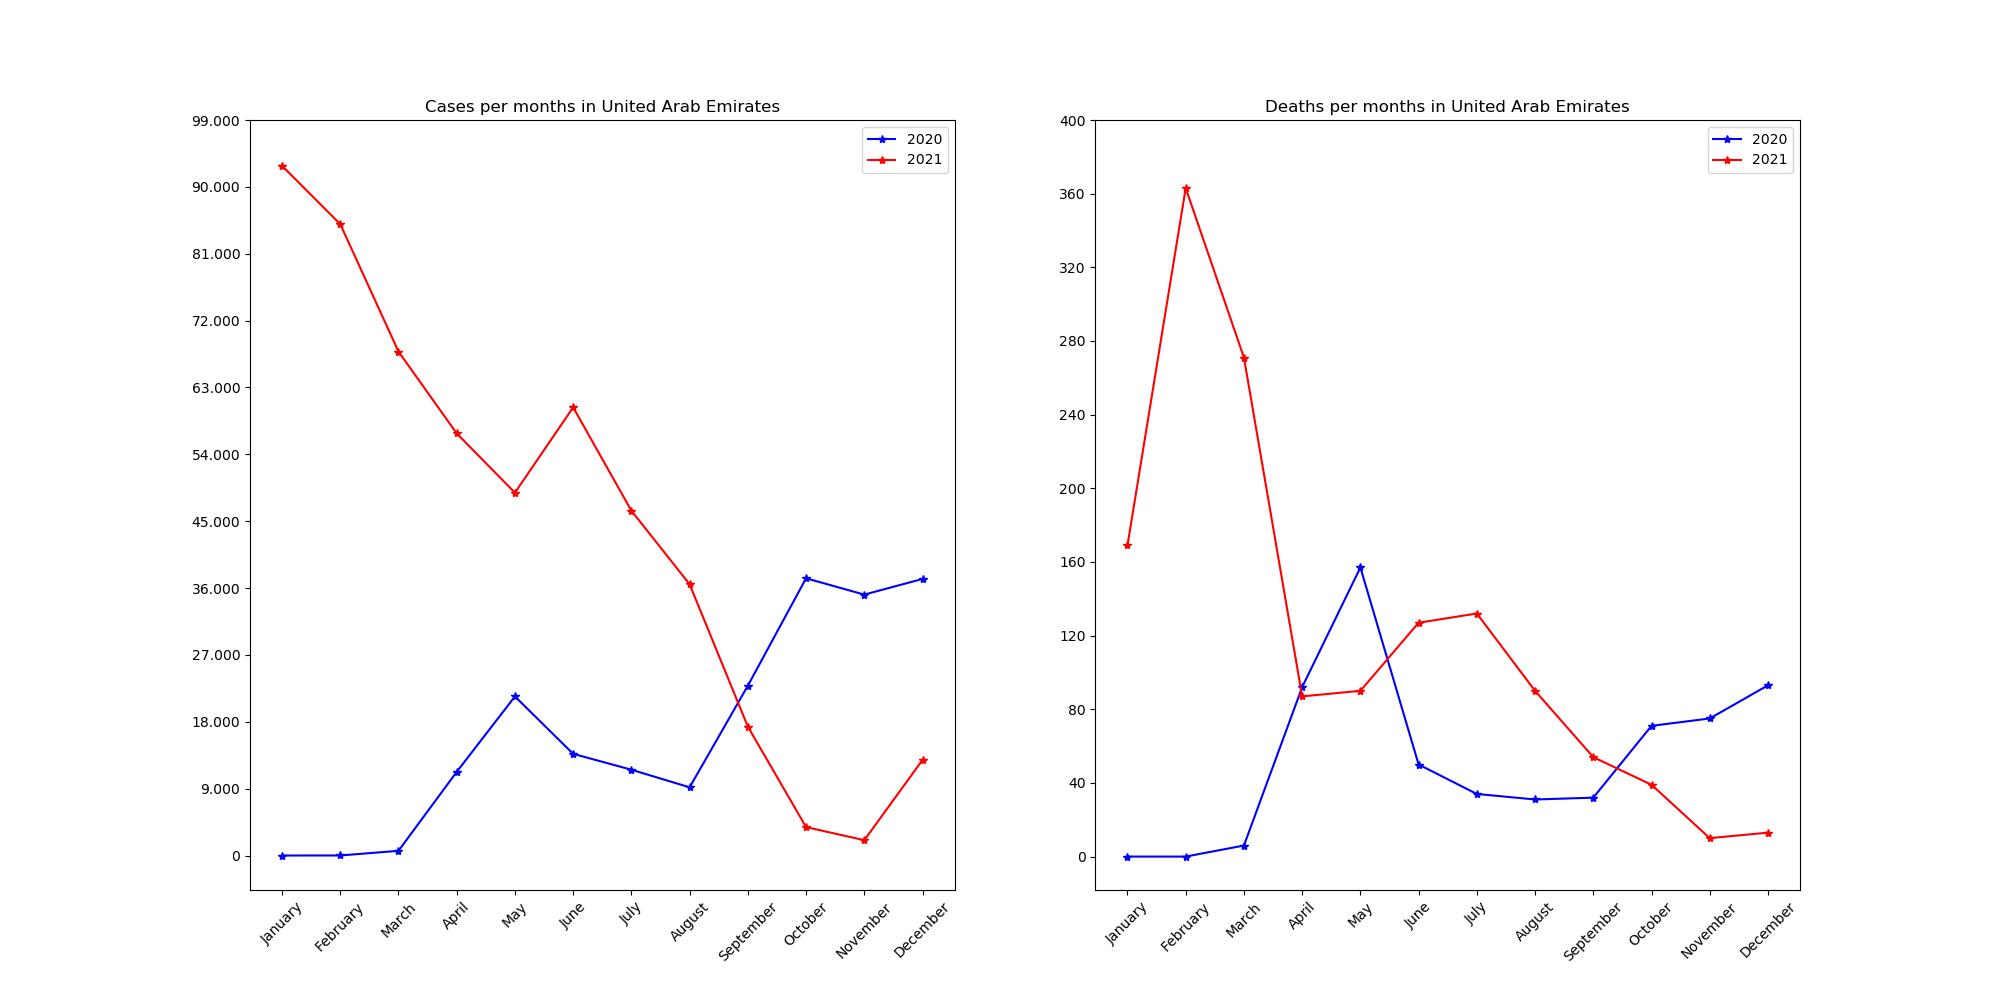 Cases per months in United Arab Emirates
99.000
90.000
81.000
72.000
63.000
54.000
45.000
36.000
27.000
18.000
9.000
0
2020
2021
January
February
March
April
May
June
July
August
September
October
November
December
Deaths per months in United Arab Emirates
400
360
320
280
240
200
160
120
80
40
0
2020
2021
January
February
March
April
May
June
July
August
September
October
November
December